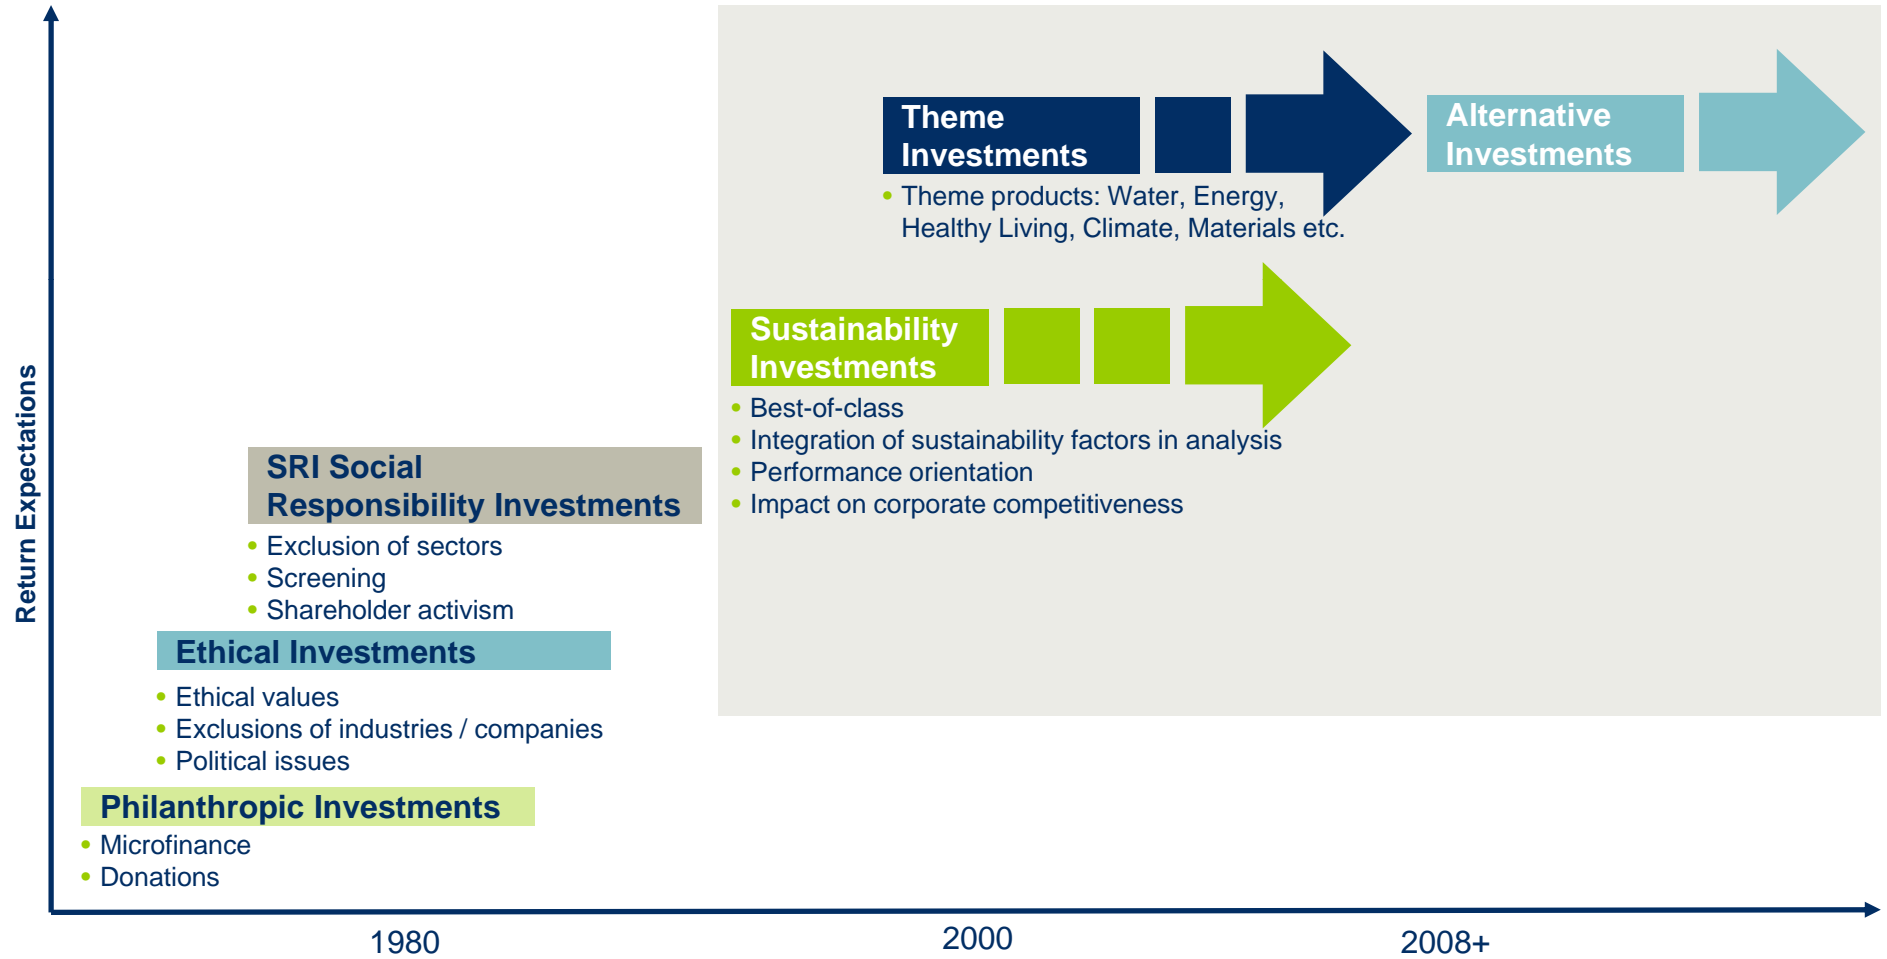 Theme
Investments
Alternative
Investments
• Theme products: Water, Energy,
Healthy Living, Climate, Materials etc.
Sustainability
Investments
• Best-of-class
• Integration of sustainability factors in analysis
• Performance orientation
• Impact on corporate competitiveness
Return Expectations
SRI Social
Responsibility Investments
• Exclusion of sectors
• Screening
• Shareholder activism
Ethical Investments
• Ethical values
• Exclusions of industries / companies
• Political issues
Philanthropic Investments
• Microfinance
• Donations
1980
2000
2008+